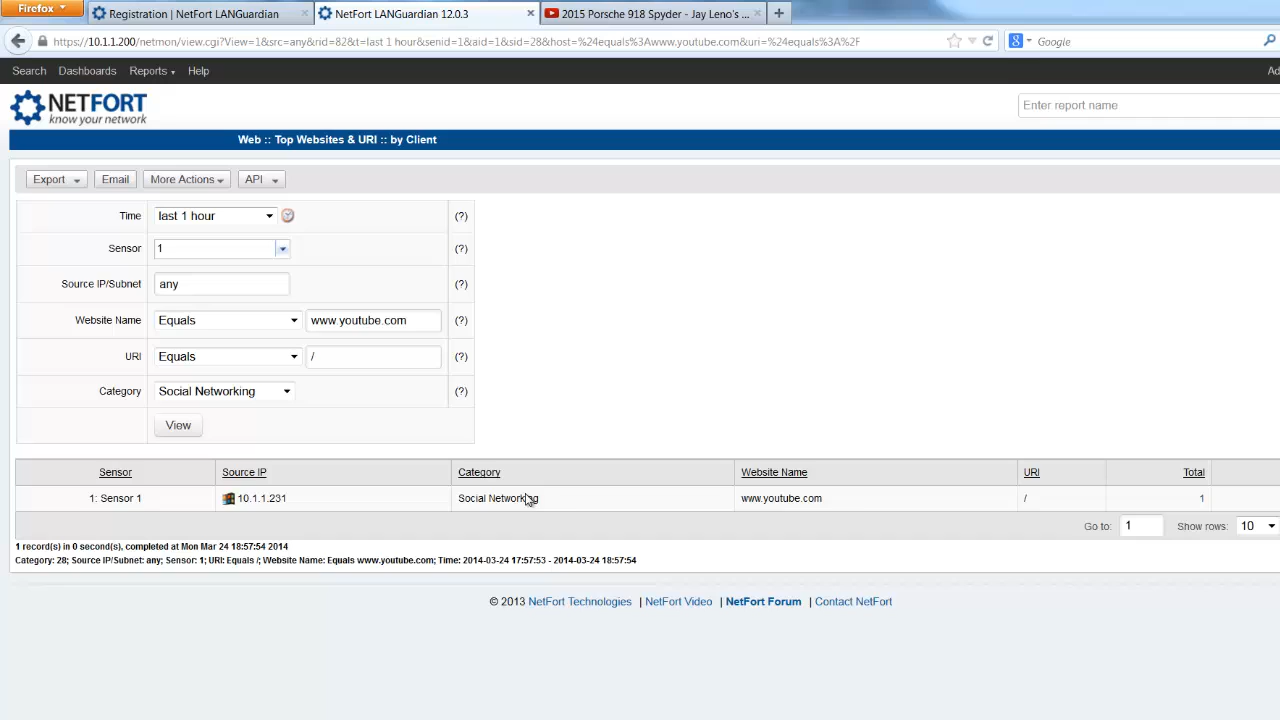 Firefox
Registration | NetFort LANGuardian
NetFort LANGuardian 12.0.3
2015 Porsche 918 Spyder - Jay Leno's ...
https://10.1.1.200/netmon/view.cgi?View=1&src=any&rid=82&t=last 1 hour&senid=1&aid=1&sid=28&host=%24equals%3Awww.youtube.com&uri=%24equals%3A%2F
Google
Search Dashboards Reports Help Ad
NETFORT
know your network
Enter report name
Web :: Top Websites & URI :: by Client
Export Email More Actions API
Time last 1 hour (?)
Sensor 1 (?)
Source IP/Subnet any (?)
Website Name Equals www.youtube.com (?)
URI Equals / (?)
Category Social Networking (?)
View
Sensor Source IP Category Website Name URI Total
1: Sensor 1 10.1.1.231 Social Networking www.youtube.com / 1
Go to: 1 Show rows: 10
1 record(s) in 0 second(s), completed at Mon Mar 24 18:57:54 2014
Category: 28; Source IP/Subnet: any; Sensor: 1; URI: Equals /; Website Name: Equals www.youtube.com; Time: 2014-03-24 17:57:53 - 2014-03-24 18:57:54
© 2013 NetFort Technologies | NetFort Video | NetFort Forum | Contact NetFort